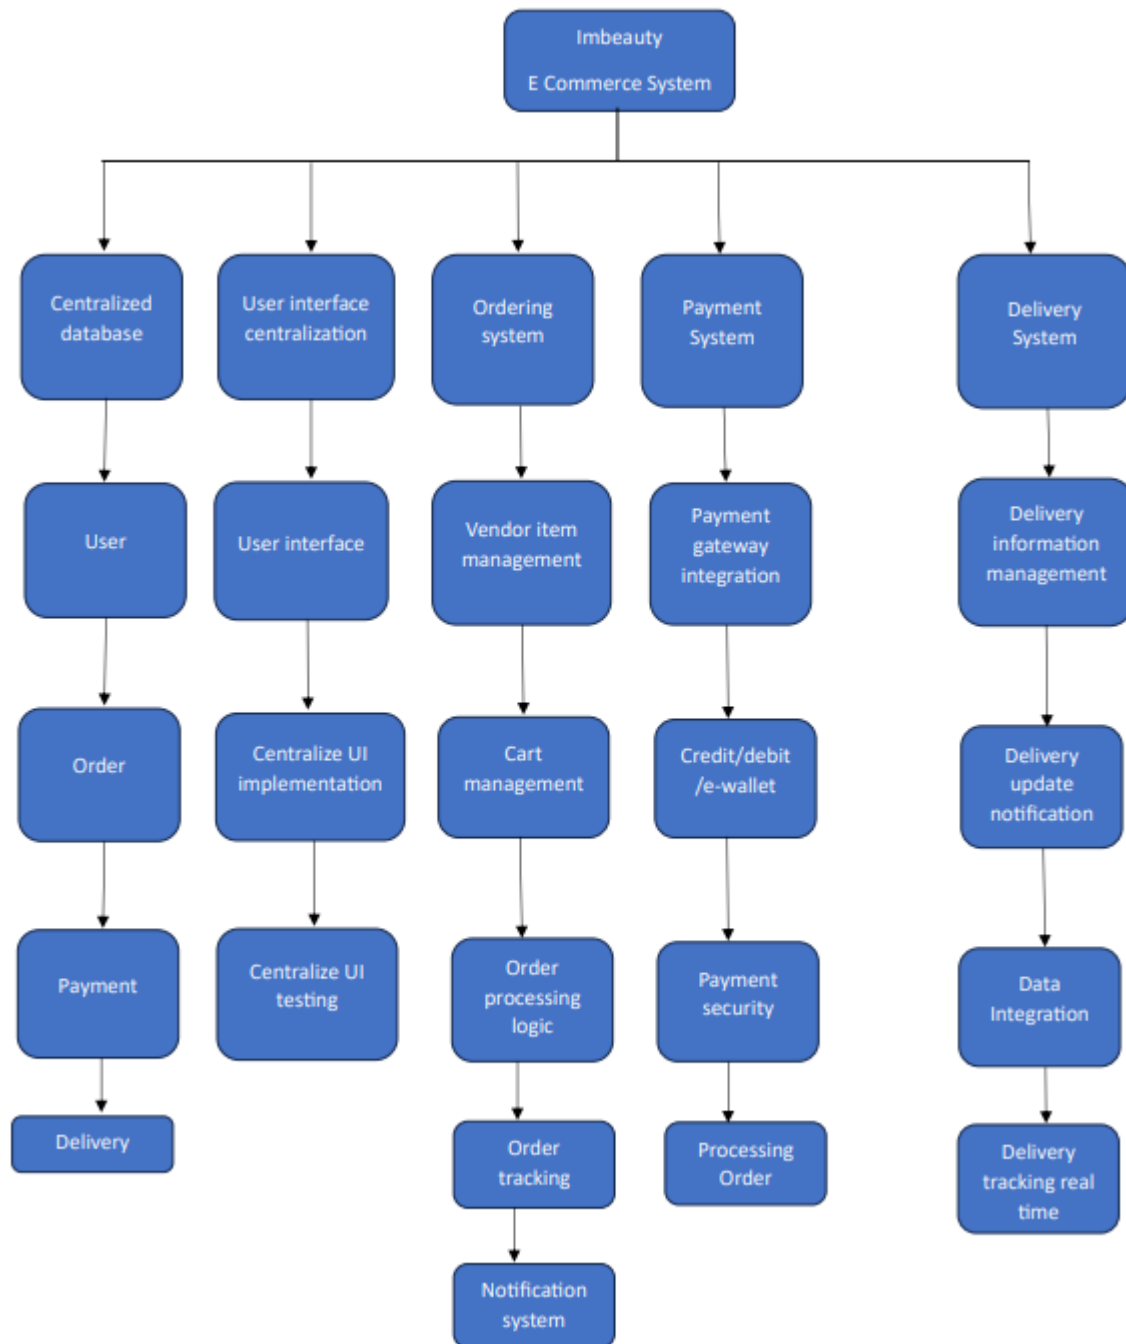 Imbeauty
E Commerce System
Centralized
database
User interface
centralization
Ordering
system
Payment
System
Delivery
System
User
User interface
Vendor item
management
Payment
gateway
integration
Delivery
information
management
Order
Centralize UI
implementation
Cart
management
Credit/debit
/e-wallet
Delivery
update
notification
Payment
Centralize UI
testing
Order
processing
logic
Payment
security
Data
Integration
Delivery
Order
tracking
Processing
Order
Delivery
tracking real
time
Notification
system